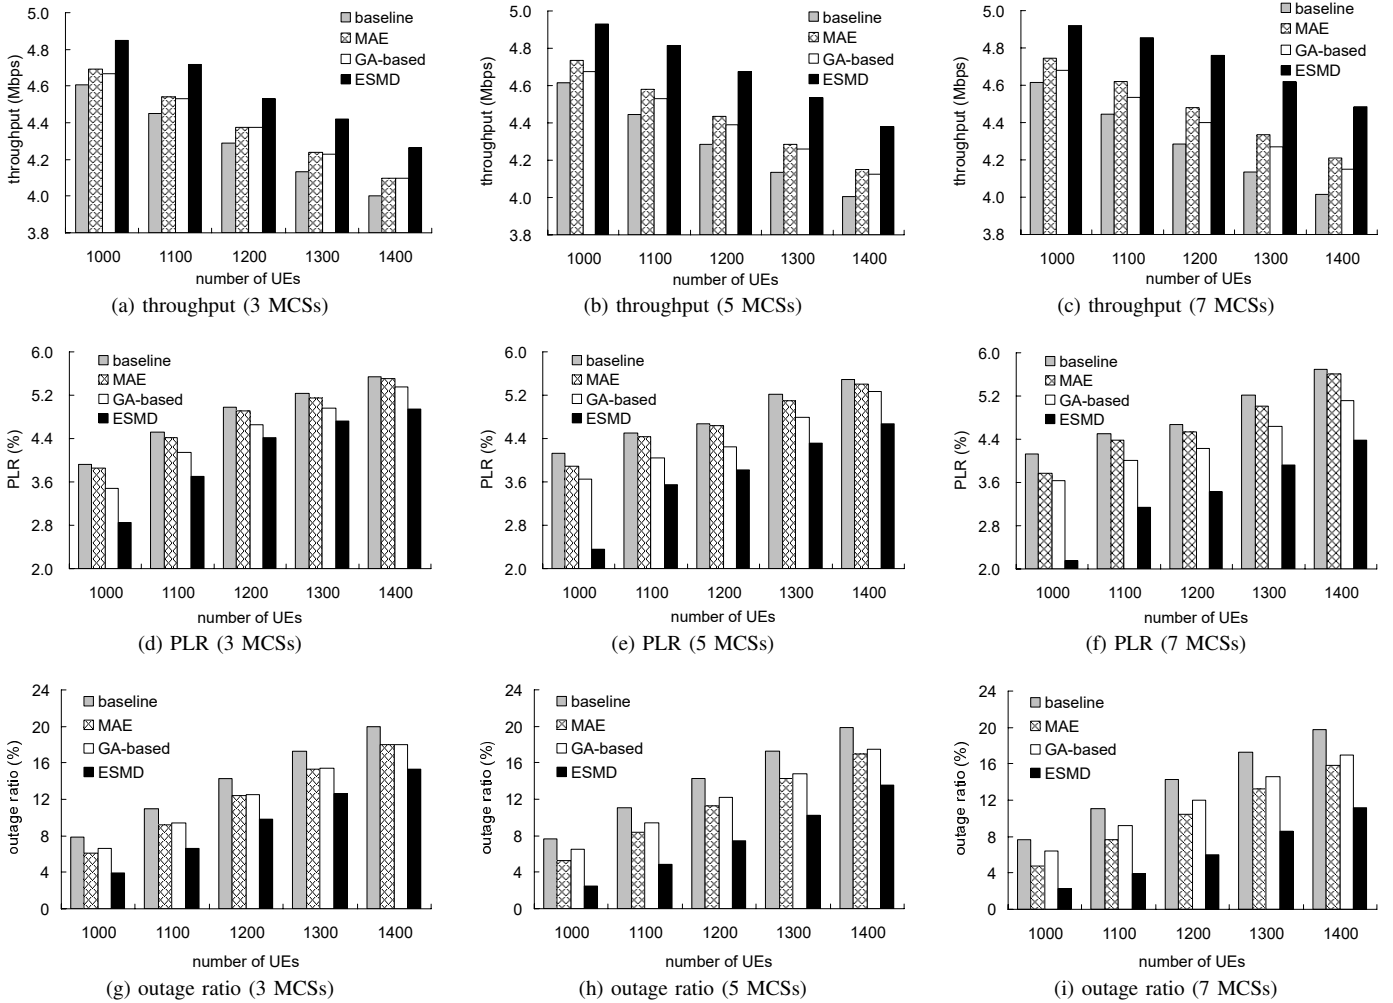 5.0
4.8
4.6
4.4
4.2
4.0
3.8
throughput (Mbps)
baseline
MAE
GA-based
ESMD
1000 1100 1200 1300 1400
number of UEs
(a) throughput (3 MCSs)
5.0
4.8
4.6
4.4
4.2
4.0
3.8
throughput (Mbps)
baseline
MAE
GA-based
ESMD
1000 1100 1200 1300 1400
number of UEs
(b) throughput (5 MCSs)
5.0
4.8
4.6
4.4
4.2
4.0
3.8
throughput (Mbps)
baseline
MAE
GA-based
ESMD
1000 1100 1200 1300 1400
number of UEs
(c) throughput (7 MCSs)
6.0
5.2
4.4
3.6
2.8
2.0
PLR (%)
baseline
MAE
GA-based
ESMD
1000 1100 1200 1300 1400
number of UEs
(d) PLR (3 MCSs)
6.0
5.2
4.4
3.6
2.8
2.0
PLR (%)
baseline
MAE
GA-based
ESMD
1000 1100 1200 1300 1400
number of UEs
(e) PLR (5 MCSs)
6.0
5.2
4.4
3.6
2.8
2.0
PLR (%)
baseline
MAE
GA-based
ESMD
1000 1100 1200 1300 1400
number of UEs
(f) PLR (7 MCSs)
24
20
16
12
8
4
0
outage ratio (%)
baseline
MAE
GA-based
ESMD
1000 1100 1200 1300 1400
number of UEs
(g) outage ratio (3 MCSs)
24
20
16
12
8
4
0
outage ratio (%)
baseline
MAE
GA-based
ESMD
1000 1100 1200 1300 1400
number of UEs
(h) outage ratio (5 MCSs)
24
20
16
12
8
4
0
outage ratio (%)
baseline
MAE
GA-based
ESMD
1000 1100 1200 1300 1400
number of UEs
(i) outage ratio (7 MCSs)